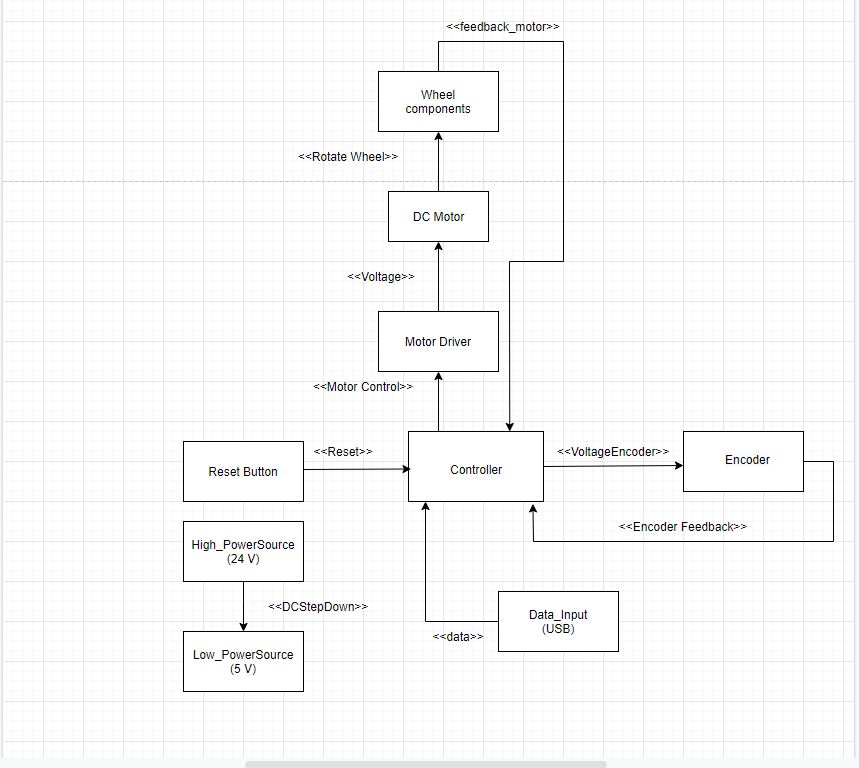 <<feedback_motor>>
Wheel
components
<<Rotate Wheel>>
DC Motor
<<Voltage>>
Motor Driver
<<Motor Control>>
Reset Button
<<Reset>>
Controller
<<VoltageEncoder>>
Encoder
<<Encoder Feedback>>
High_PowerSource
(24 V)
<<DCStepDown>>
Low_PowerSource
(5 V)
Data_Input
(USB)
<<data>>